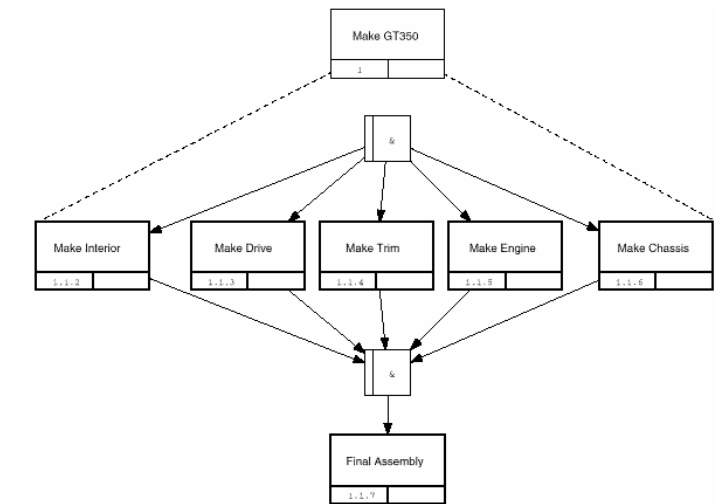 Make GT350
1
&
Make Interior
Make Drive
Make Trim
Make Engine
Make Chassis
1.1.2
1.1.3
1.1.4
1.1.5
1.1.6
&
Final Assembly
1.1.7